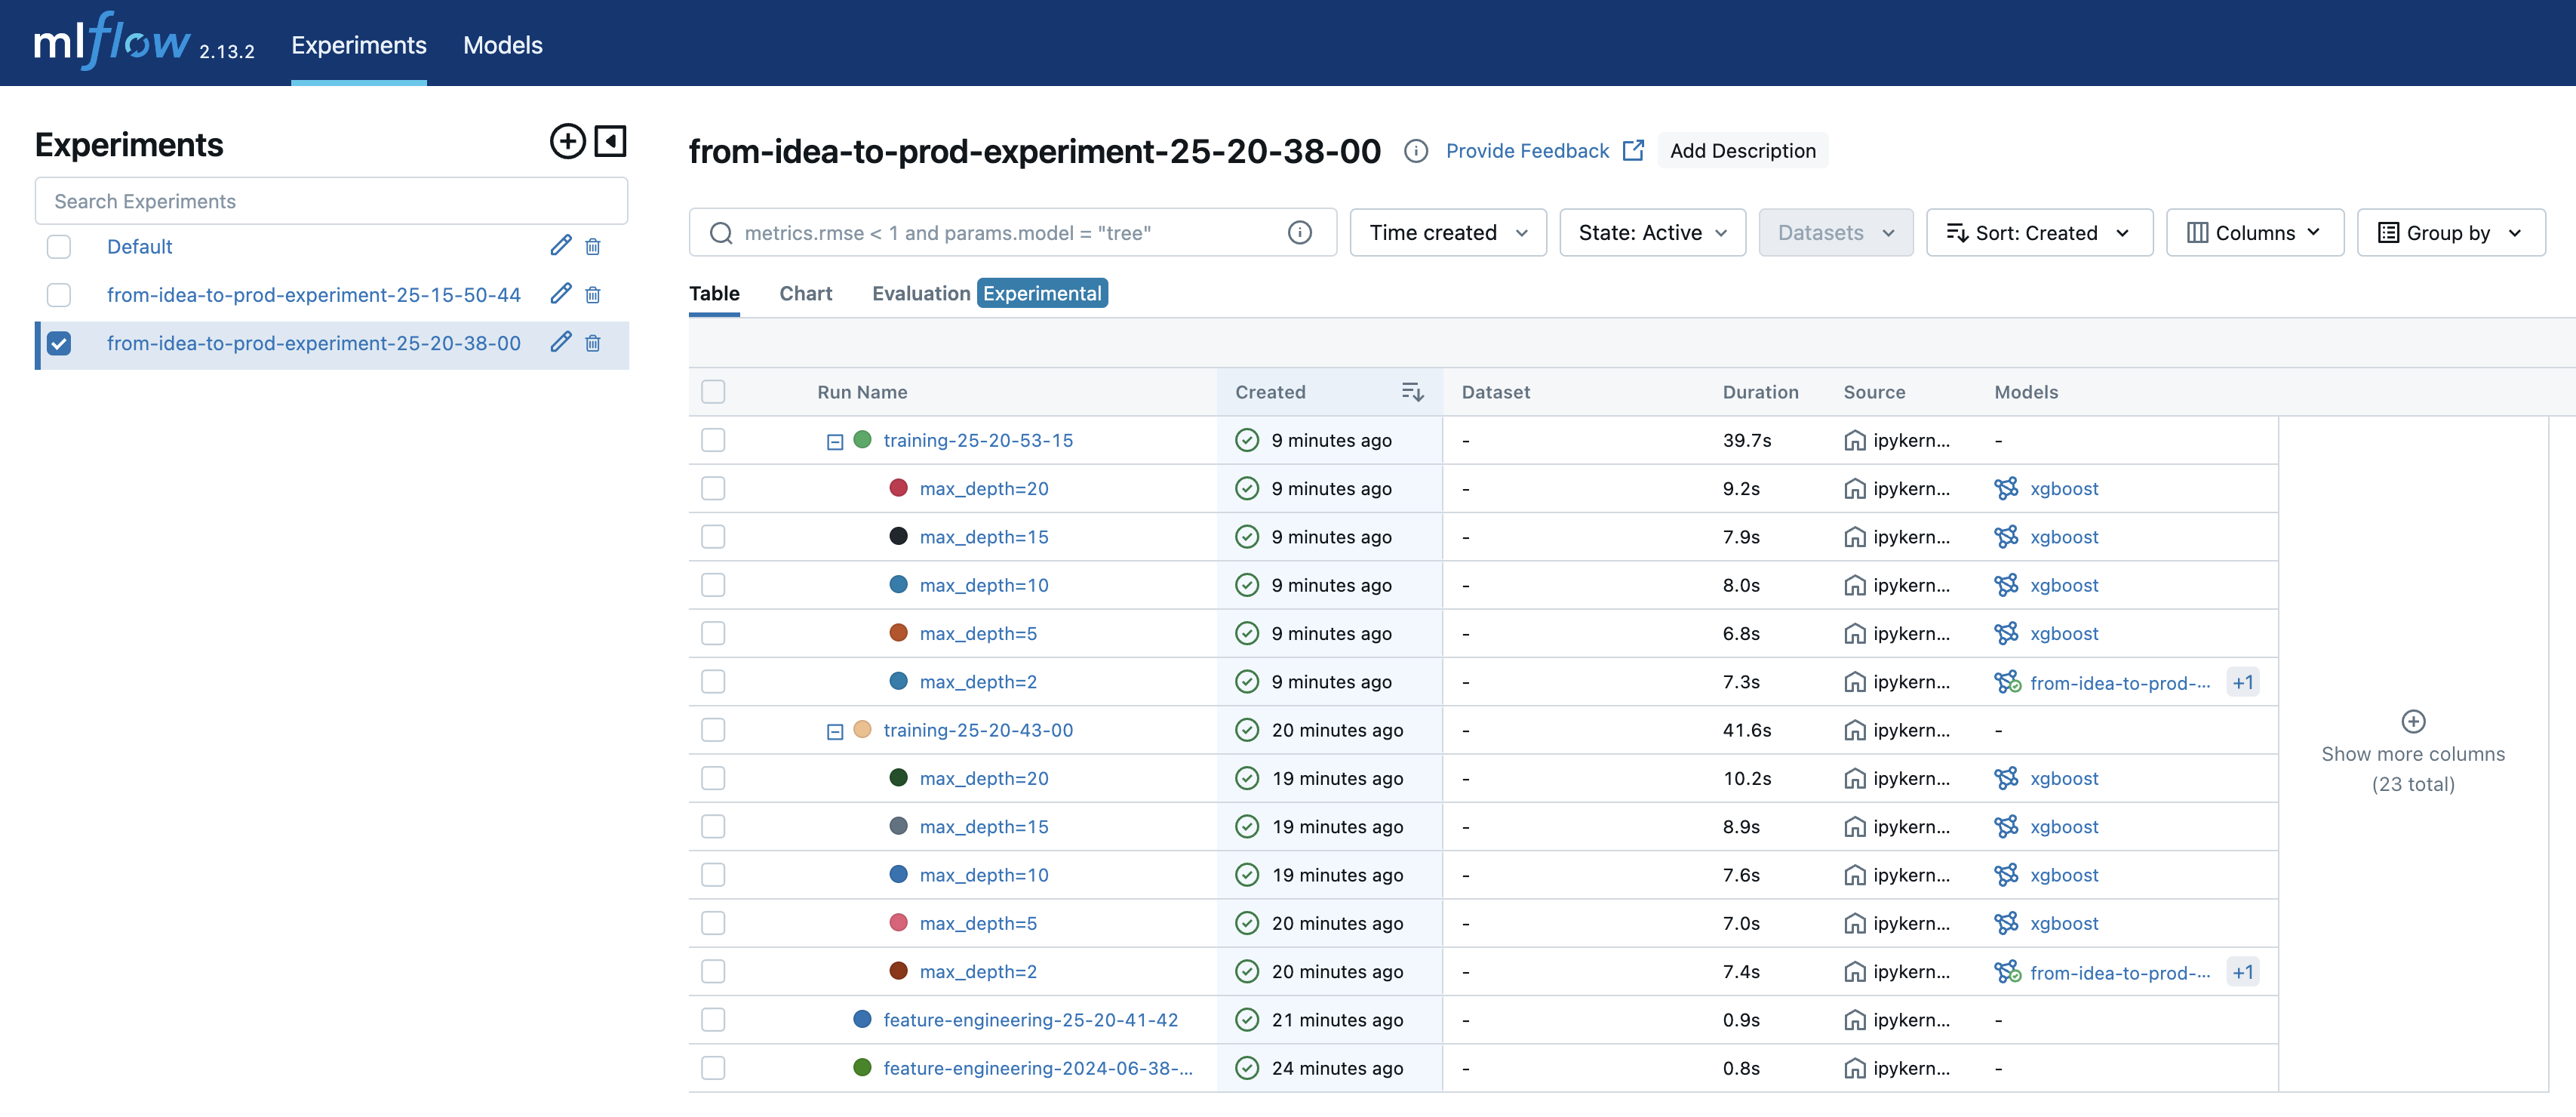 mlflow 2.13.2 Experiments Models
Experiments
Search Experiments
Default
from-idea-to-prod-experiment-25-15-50-44
from-idea-to-prod-experiment-25-20-38-00
from-idea-to-prod-experiment-25-20-38-00 Provide Feedback Add Description
metrics.rmse < 1 and params.model = "tree" Time created State: Active Datasets Sort: Created Columns Group by
Table Chart Evaluation Experimental
Run Name Created Dataset Duration Source Models
training-25-20-53-15 9 minutes ago - 39.7s ipykern... -
max_depth=20 9 minutes ago - 9.2s ipykern... xgboost
max_depth=15 9 minutes ago - 7.9s ipykern... xgboost
max_depth=10 9 minutes ago - 8.0s ipykern... xgboost
max_depth=5 9 minutes ago - 6.8s ipykern... xgboost
max_depth=2 9 minutes ago - 7.3s ipykern... from-idea-to-prod-... +1
training-25-20-43-00 20 minutes ago - 41.6s ipykern... -
max_depth=20 19 minutes ago - 10.2s ipykern... xgboost
max_depth=15 19 minutes ago - 8.9s ipykern... xgboost
max_depth=10 19 minutes ago - 7.6s ipykern... xgboost
max_depth=5 20 minutes ago - 7.0s ipykern... xgboost
max_depth=2 20 minutes ago - 7.4s ipykern... from-idea-to-prod-... +1
feature-engineering-25-20-41-42 21 minutes ago - 0.9s ipykern... -
feature-engineering-2024-06-38-... 24 minutes ago - 0.8s ipykern... -
Show more columns
(23 total)